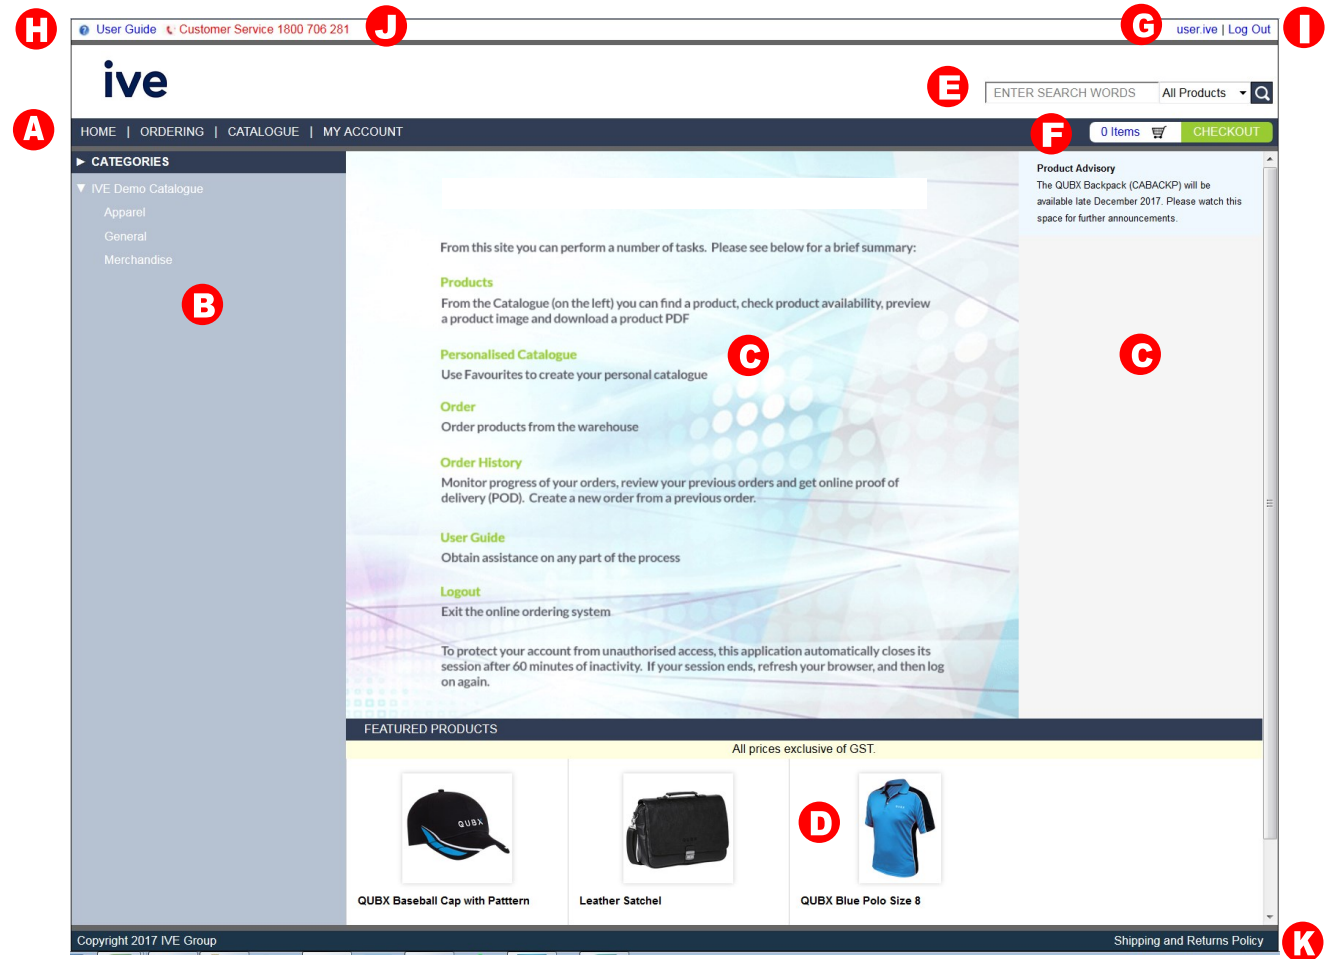 H
User Guide
Customer Service 1800 706 281
J
G
user.ive | Log Out
I
ive
E
ENTER SEARCH WORDS
All Products
A
HOME | ORDERING | CATALOGUE | MY ACCOUNT
F
0 Items
CHECKOUT
CATEGORIES
IVE Demo Catalogue
Apparel
General
Merchandise
B
From this site you can perform a number of tasks. Please see below for a brief summary:
Products
From the Catalogue (on the left) you can find a product, check product availability, preview
a product image and download a product PDF
Personalised Catalogue
Use Favourites to create your personal catalogue
C
Order
Order products from the warehouse
Order History
Monitor progress of your orders, review your previous orders and get online proof of
delivery (POD). Create a new order from a previous order.
User Guide
Obtain assistance on any part of the process
Logout
Exit the online ordering system
To protect your account from unauthorised access, this application automatically closes its
session after 60 minutes of inactivity. If your session ends, refresh your browser, and then log
on again.
Product Advisory
The QUBX Backpack (CABACKP) will be
available late December 2017. Please watch this
space for further announcements.
C
FEATURED PRODUCTS
All prices exclusive of GST.
QUBX
D
QUBX Baseball Cap with Patttern
Leather Satchel
QUBX Blue Polo Size 8
Copyright 2017 IVE Group
Shipping and Returns Policy
K